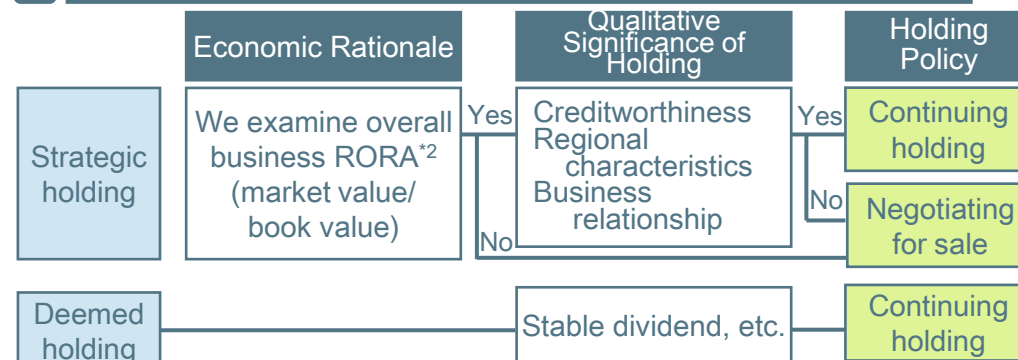 Economic Rationale
Qualitative
Significance of
Holding
Holding
Policy
Strategic
holding
We examine overall
business RORA*2
(market value/
book value)
Yes
No
Creditworthiness
Regional
characteristics
Business
relationship
Yes
No
Continuing
holding
Negotiating
for sale
Deemed
holding
Stable dividend, etc.
Continuing
holding